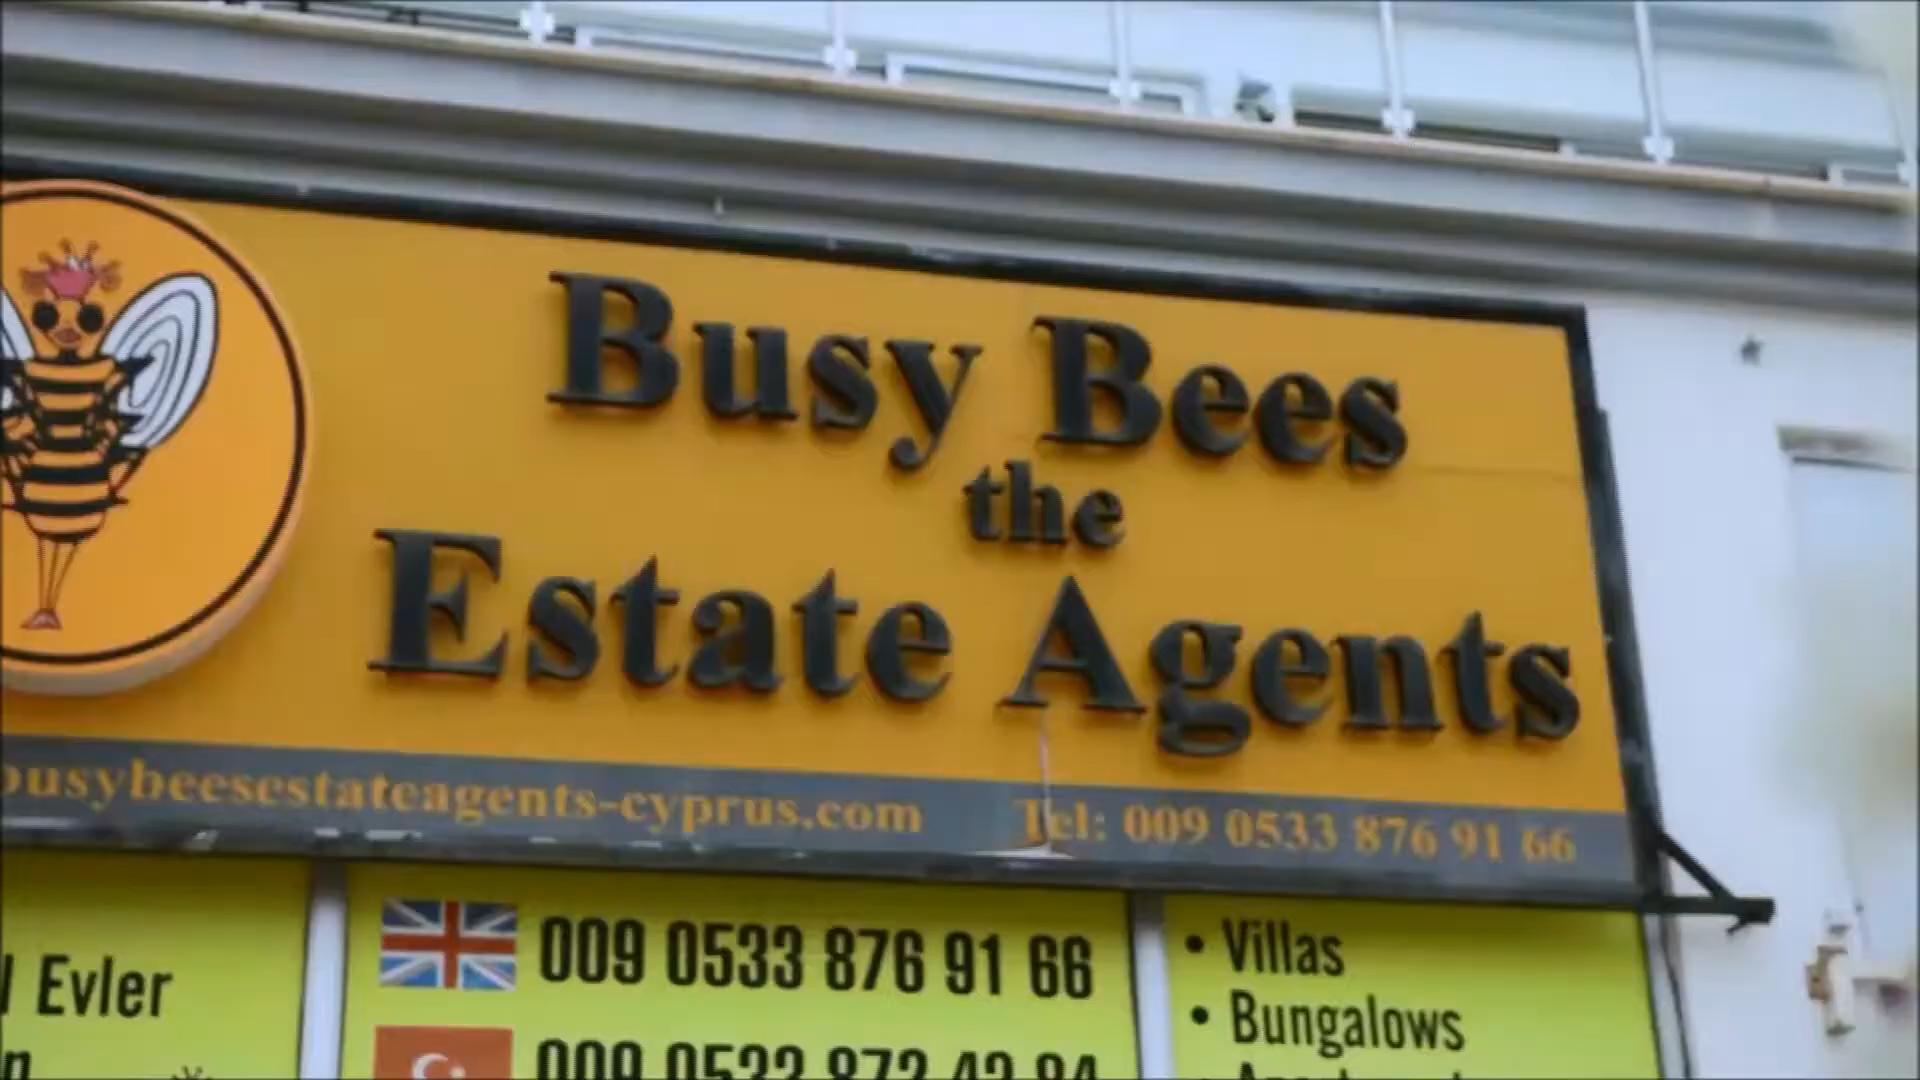 Busy Bees
the
Estate Agents
busybeesestateagents-cyprus.com Tel: 009 0533 876 91 66
Evler
009 0533 876 91 66
• Villas
• Bungalows